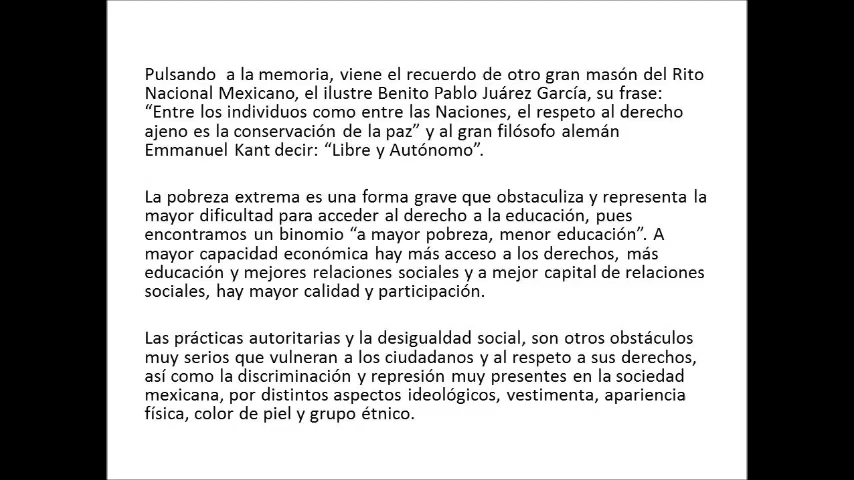 Pulsando  a la memoria, viene el recuerdo de otro gran masón del Rito
Nacional Mexicano, el ilustre Benito Pablo Juárez García, su frase:
“Entre los individuos como entre las Naciones, el respeto al derecho
ajeno es la conservación de la paz” y al gran filósofo alemán
Emmanuel Kant decir: “Libre y Autónomo”.
La pobreza extrema es una forma grave que obstaculiza y representa la
mayor dificultad para acceder al derecho a la educación, pues
encontramos un binomio “a mayor pobreza, menor educación”. A
mayor capacidad económica hay más acceso a los derechos, más
educación y mejores relaciones sociales y a mejor capital de relaciones
sociales, hay mayor calidad y participación.
Las prácticas autoritarias y la desigualdad social, son otros obstáculos
muy serios que vulneran a los ciudadanos y al respeto a sus derechos,
así como la discriminación y represión muy presentes en la sociedad
mexicana, por distintos aspectos ideológicos, vestimenta, apariencia
física, color de piel y grupo étnico.